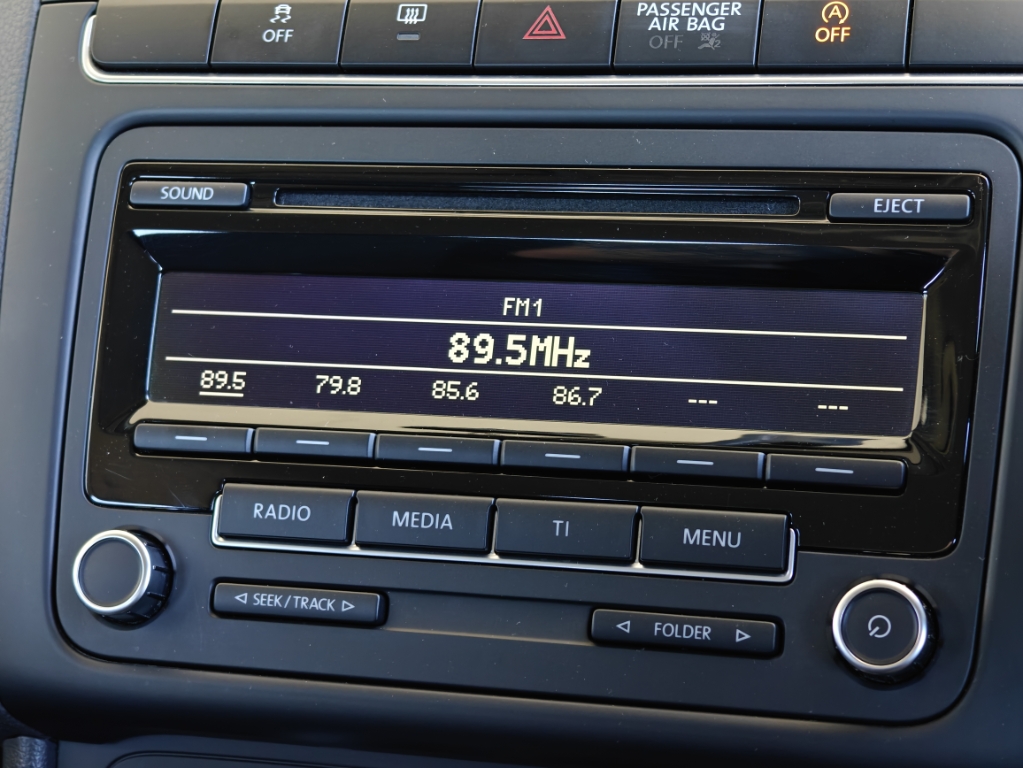 OFF
PASSENGER
AIR BAG
OFF
A
OFF
SOUND
EJECT
FM1
89.5MHz
89.5 79.8 85.6 86.7 --- ---
RADIO MEDIA TI MENU
SEEK/TRACK
FOLDER